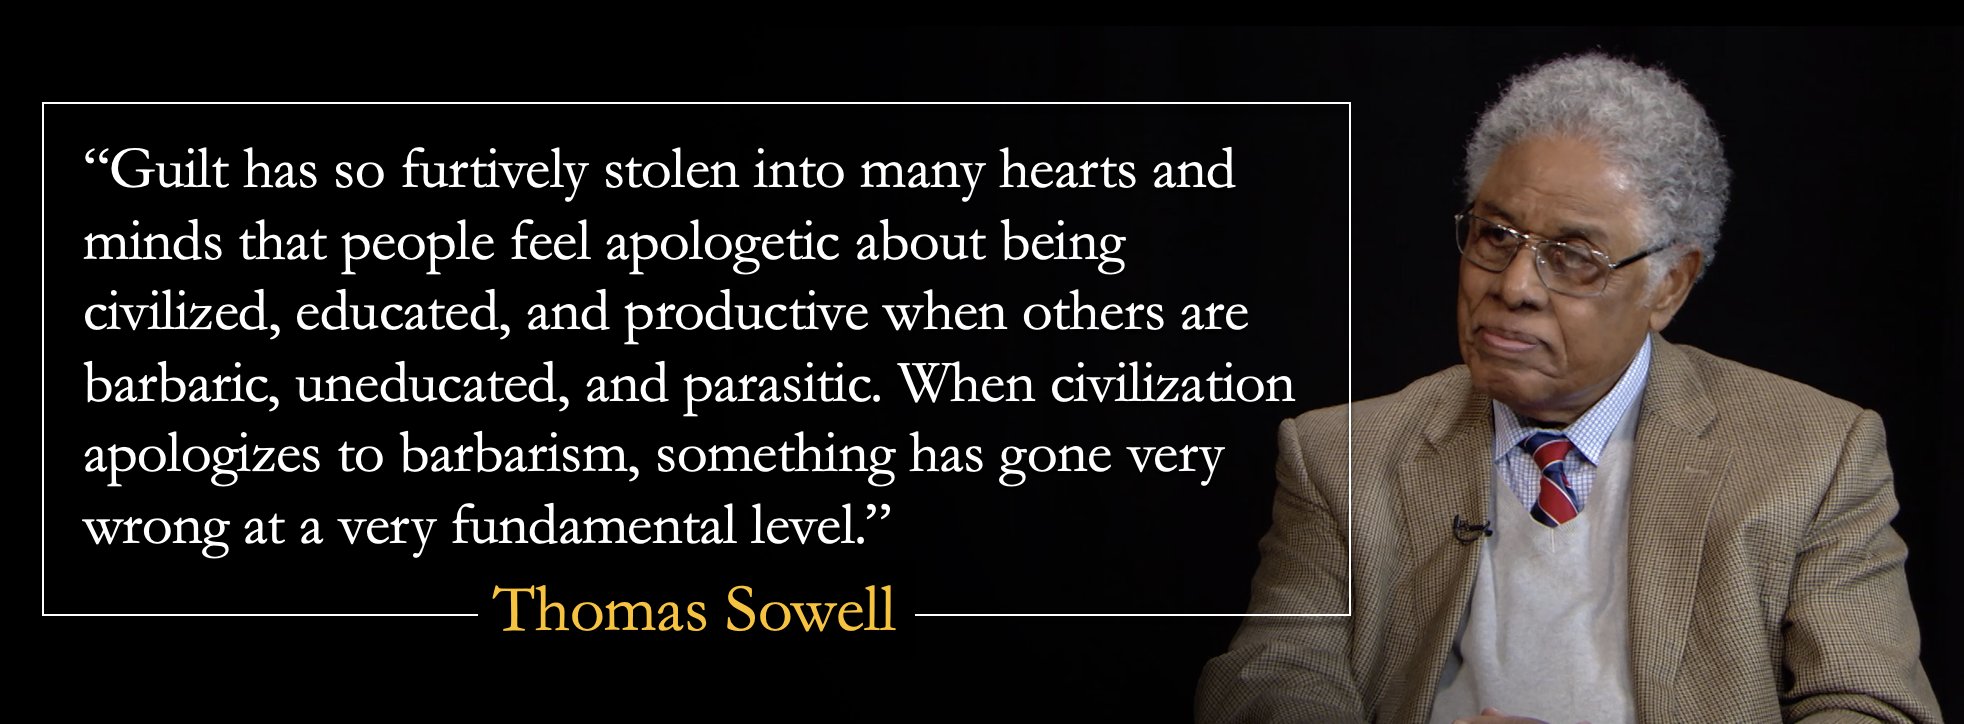 “Guilt has so furtively stolen into many hearts and
minds that people feel apologetic about being
civilized, educated, and productive when others are
barbaric, uneducated, and parasitic. When civilization
apologizes to barbarism, something has gone very
wrong at a very fundamental level.”
Thomas Sowell